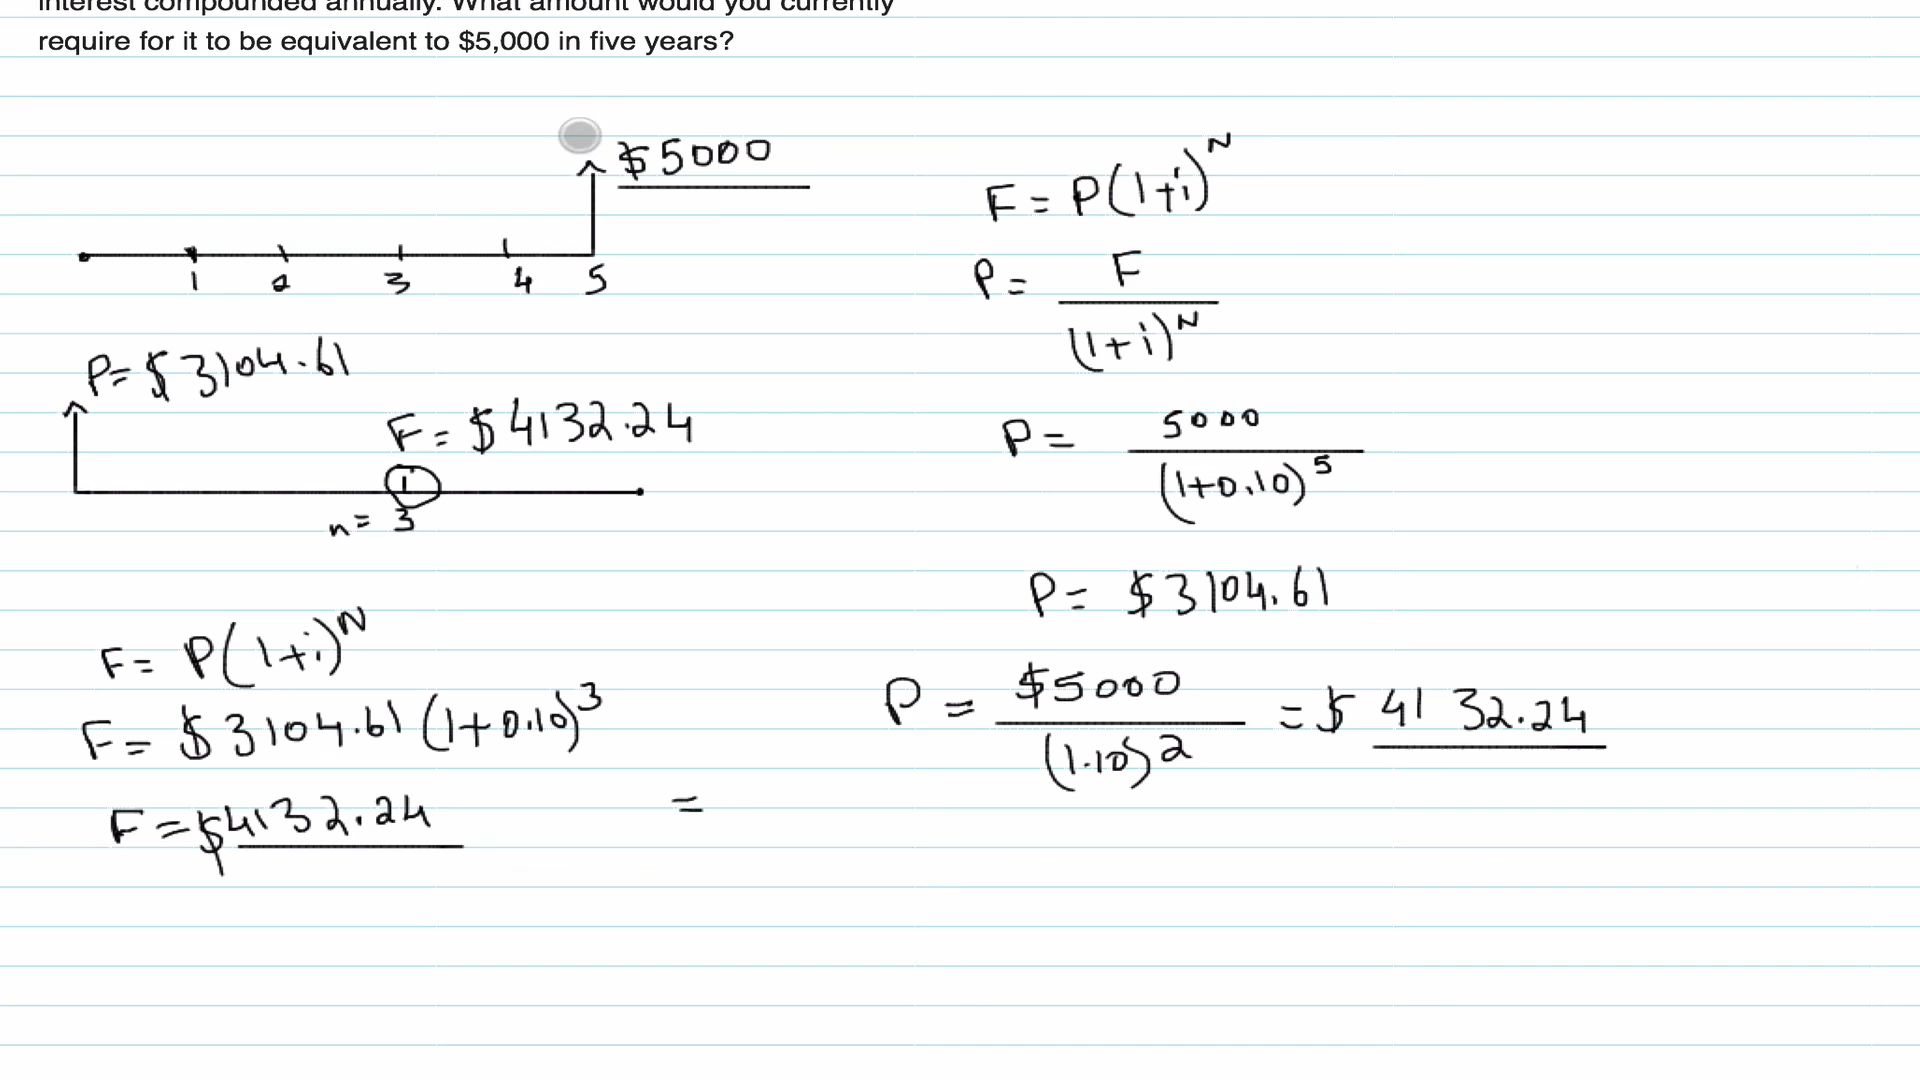 interest compounded annually. What amount would you currently
require for it to be equivalent to $5,000 in five years?
$5000
1 2 3 4 5
P= $3104.61
F= $4132.24
n= 3
F= P(1+i)^N
F= $3104.61(1+0.10)^3
F=$4132.24
=
F= P(1+i)^N
P= F
(1+i)^N
P= 5000
(1+0.10)^5
P= $3104.61
P = $5000 =$ 4132.24
(1.10)^2